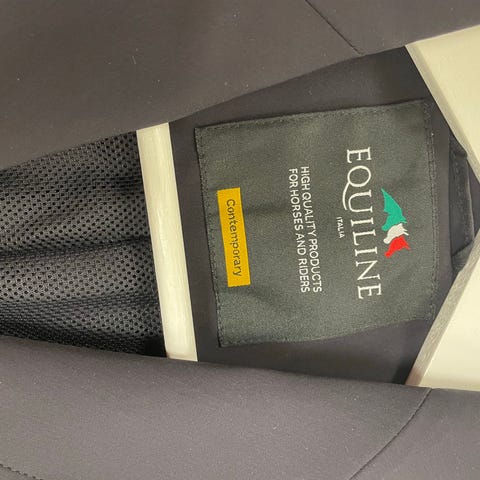 EQUILINE
ITALIA
HIGH QUALITY PRODUCTS
FOR HORSES AND RIDERS
Contemporary